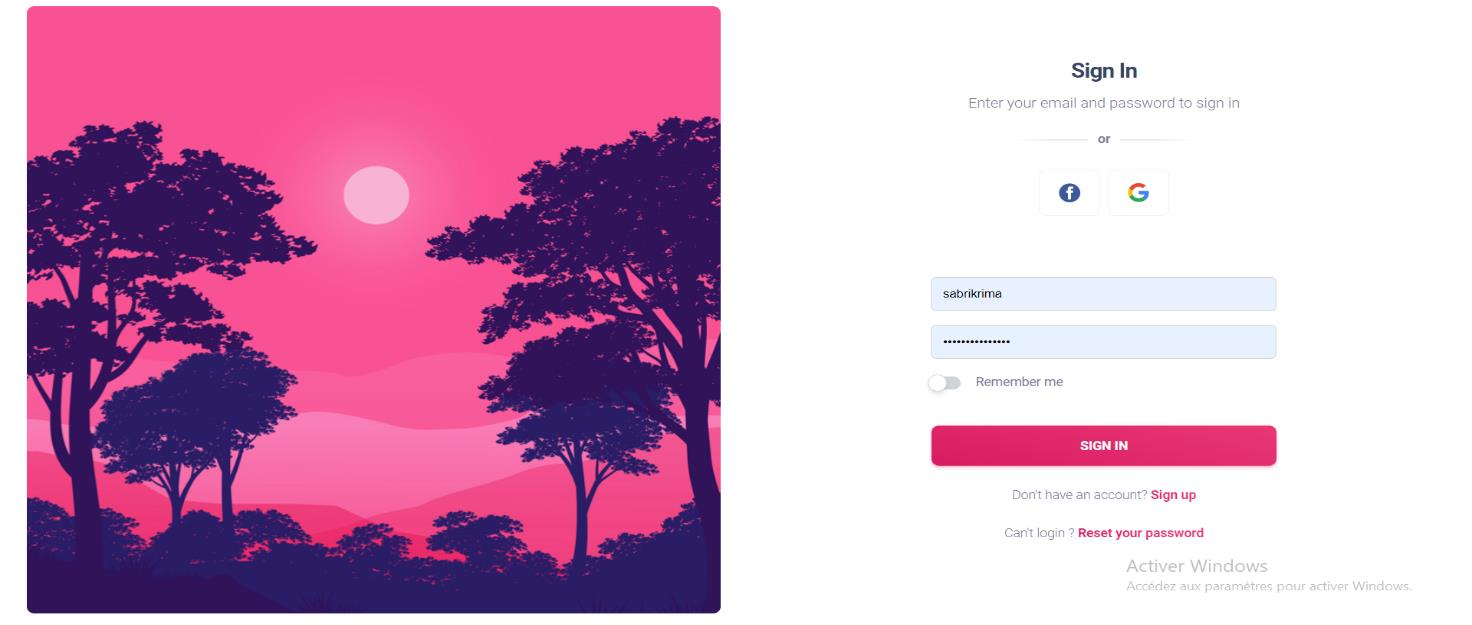 Sign In
Enter your email and password to sign in
or
sabrikrima
•••••••••••••••
Remember me
SIGN IN
Don't have an account? Sign up
Can't login ? Reset your password
Activer Windows
Accédez aux paramètres pour activer Windows.